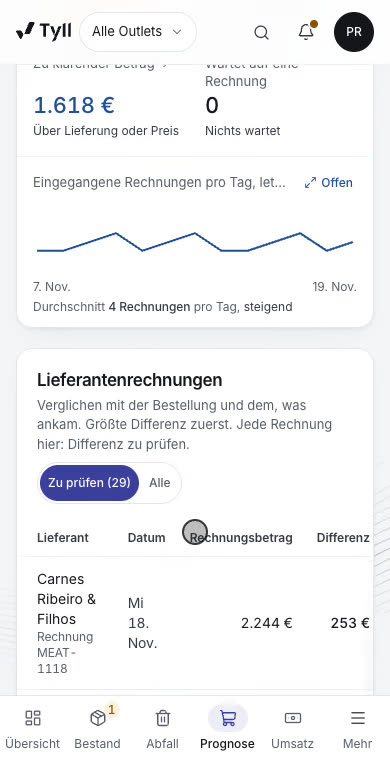 Tyll
Alle Outlets
PR
Zu klärender Betrag
Wartet auf eine
Rechnung
1.618 €
0
Über Lieferung oder Preis
Nichts wartet
Eingegangene Rechnungen pro Tag, let...
Offen
7. Nov.
19. Nov.
Durchschnitt 4 Rechnungen pro Tag, steigend
Lieferantenrechnungen
Verglichen mit der Bestellung und dem, was
ankam. Größte Differenz zuerst. Jede Rechnung
hier: Differenz zu prüfen.
Zu prüfen (29)
Alle
Lieferant
Datum
Rechnungsbetrag
Differenz
Carnes
Ribeiro &
Filhos
Rechnung
MEAT-
1118
Mi
18.
Nov.
2.244 €
253 €
1
Übersicht
Bestand
Abfall
Prognose
Umsatz
Mehr